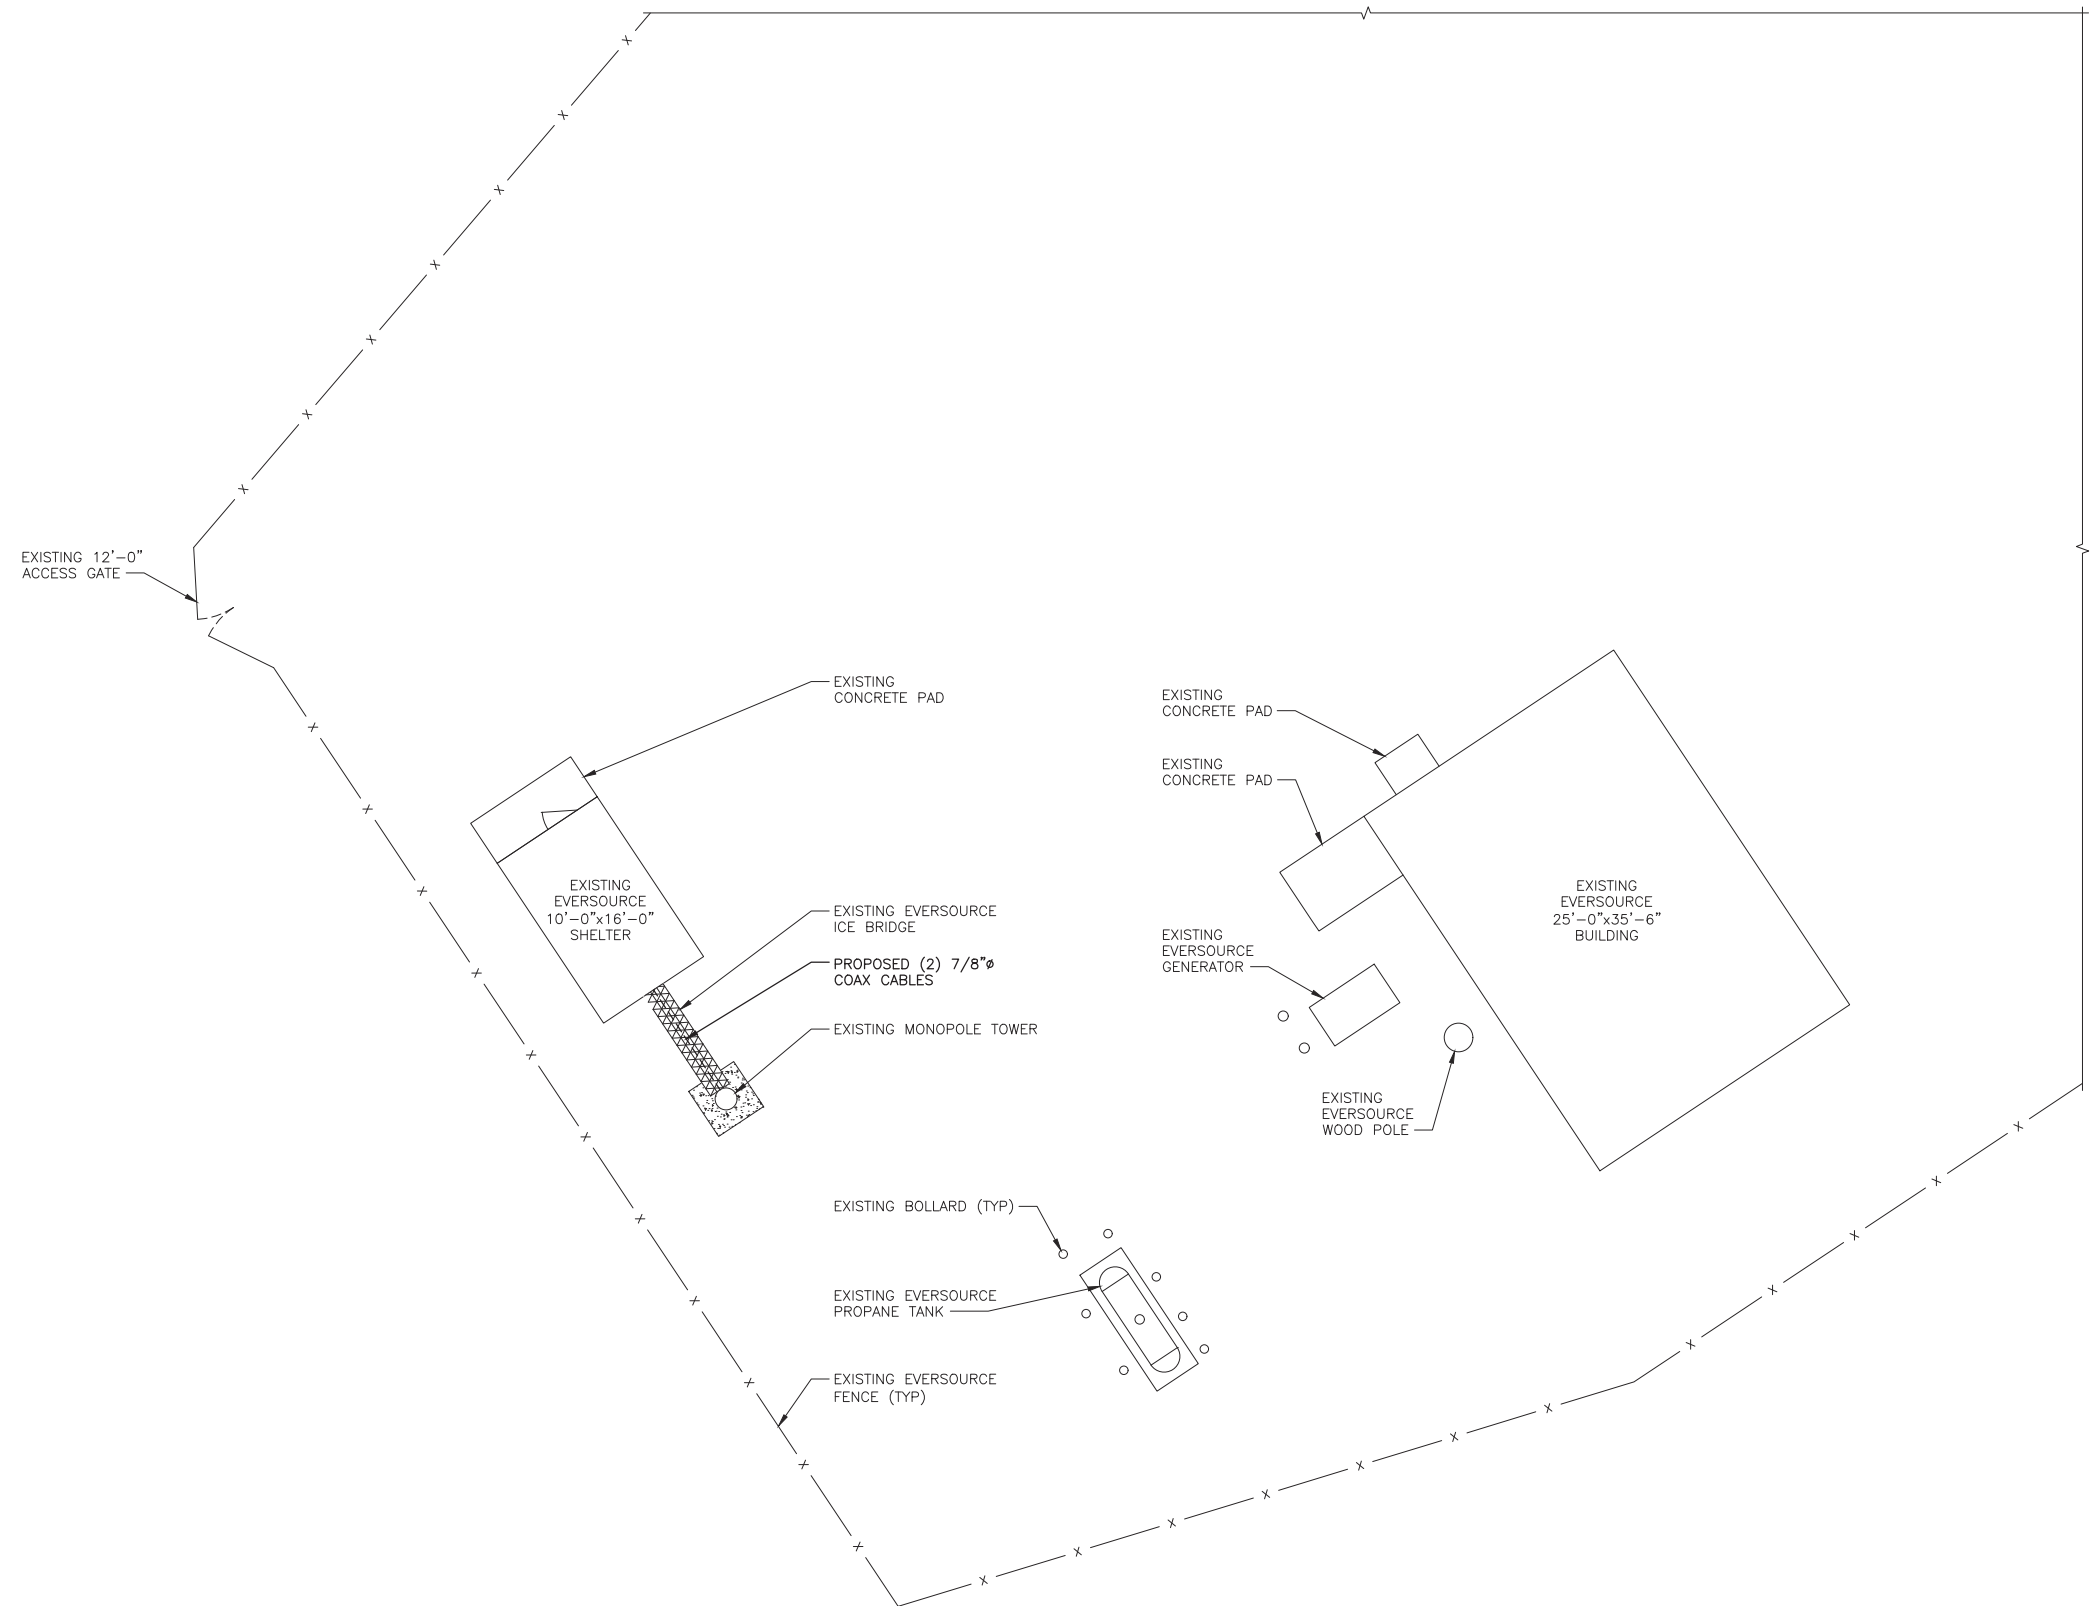 EXISTING 12'-0"
ACCESS GATE
EXISTING
CONCRETE PAD
EXISTING
CONCRETE PAD
EXISTING
CONCRETE PAD
EXISTING
EVERSOURCE
10'-0"x16'-0"
SHELTER
EXISTING EVERSOURCE
ICE BRIDGE
PROPOSED (2) 7/8"ø
COAX CABLES
EXISTING MONOPOLE TOWER
EXISTING
EVERSOURCE
GENERATOR
EXISTING
EVERSOURCE
25'-0"x35'-6"
BUILDING
EXISTING
EVERSOURCE
WOOD POLE
EXISTING BOLLARD (TYP)
EXISTING EVERSOURCE
PROPANE TANK
EXISTING EVERSOURCE
FENCE (TYP)